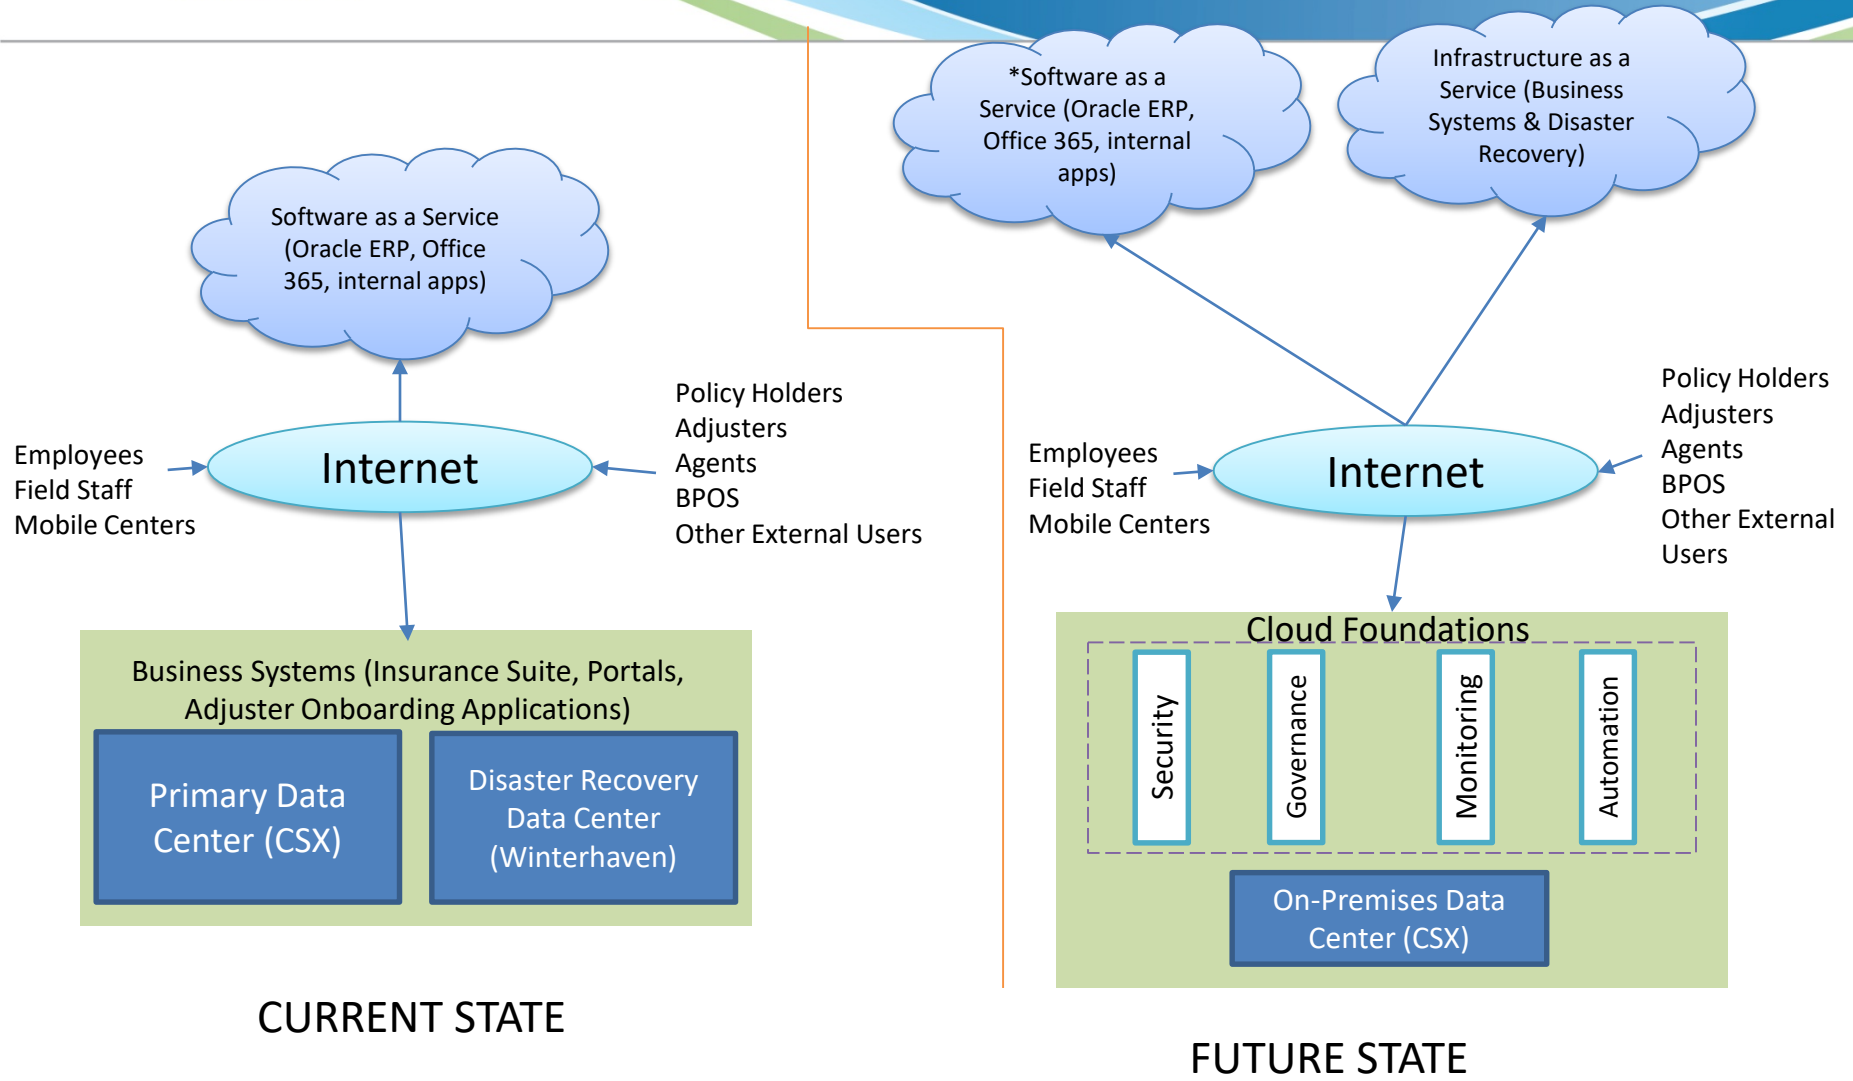 Software as a Service
(Oracle ERP, Office
365, internal apps)
Employees
Field Staff
Mobile Centers
Internet
Policy Holders
Adjusters
Agents
BPOS
Other External Users
Business Systems (Insurance Suite, Portals,
Adjuster Onboarding Applications)
Primary Data
Center (CSX)
Disaster Recovery
Data Center
(Winterhaven)
CURRENT STATE
*Software as a
Service (Oracle ERP,
Office 365, internal
apps)
Infrastructure as a
Service (Business
Systems & Disaster
Recovery)
Employees
Field Staff
Mobile Centers
Internet
Policy Holders
Adjusters
Agents
BPOS
Other External
Users
Cloud Foundations
Security
Governance
Monitoring
Automation
On-Premises Data
Center (CSX)
FUTURE STATE